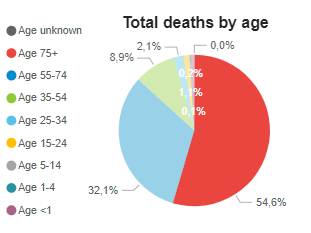 Total deaths by age
Age unknown
Age 75+
Age 55-74
Age 35-54
Age 25-34
Age 15-24
Age 5-14
Age 1-4
Age <1
0,0%
2,1%
8,9%
0,2%
1,1%
0,1%
32,1%
54,6%